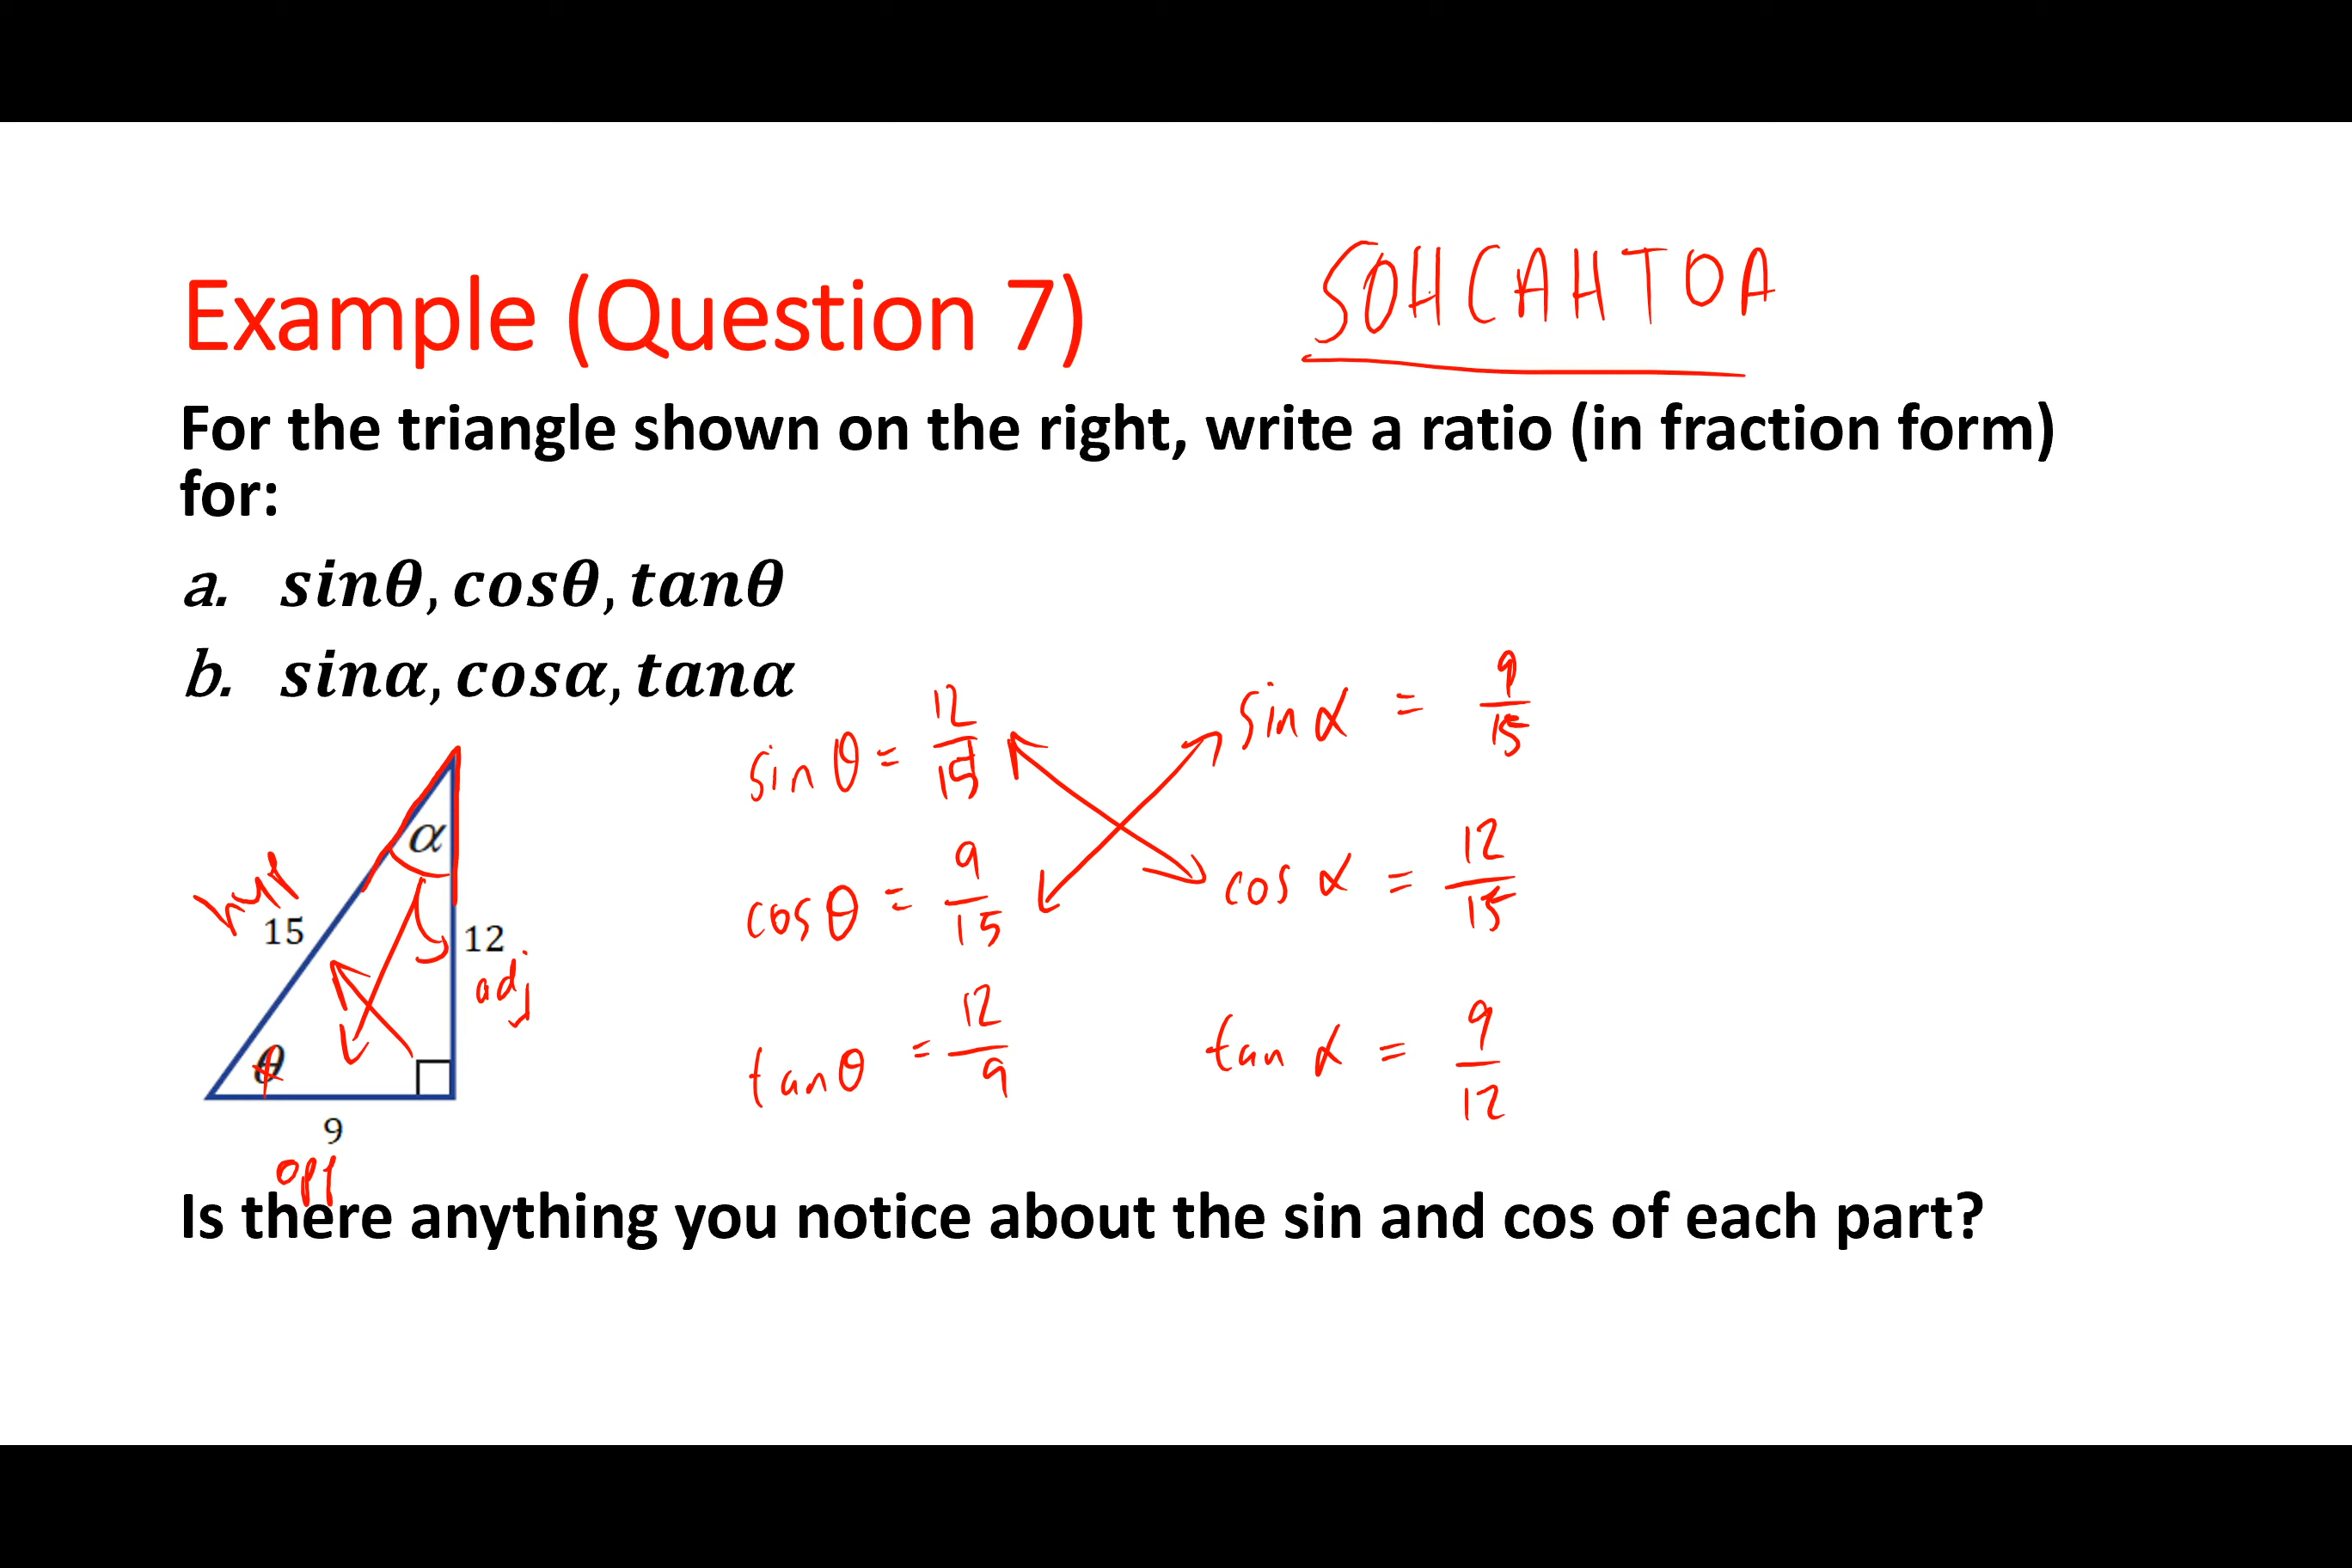 Example (Question 7)
SOHCAHTOA
For the triangle shown on the right, write a ratio (in fraction form)
for:
a. sinθ, cosθ, tanθ
b. sinα, cosα, tanα
sin θ = 12/15
sin α = 9/15
cos θ = 9/15
cos α = 12/15
tan θ = 12/9
tan α = 9/12
α
hyp
15
12
adj
θ
9
opp
Is there anything you notice about the sin and cos of each part?